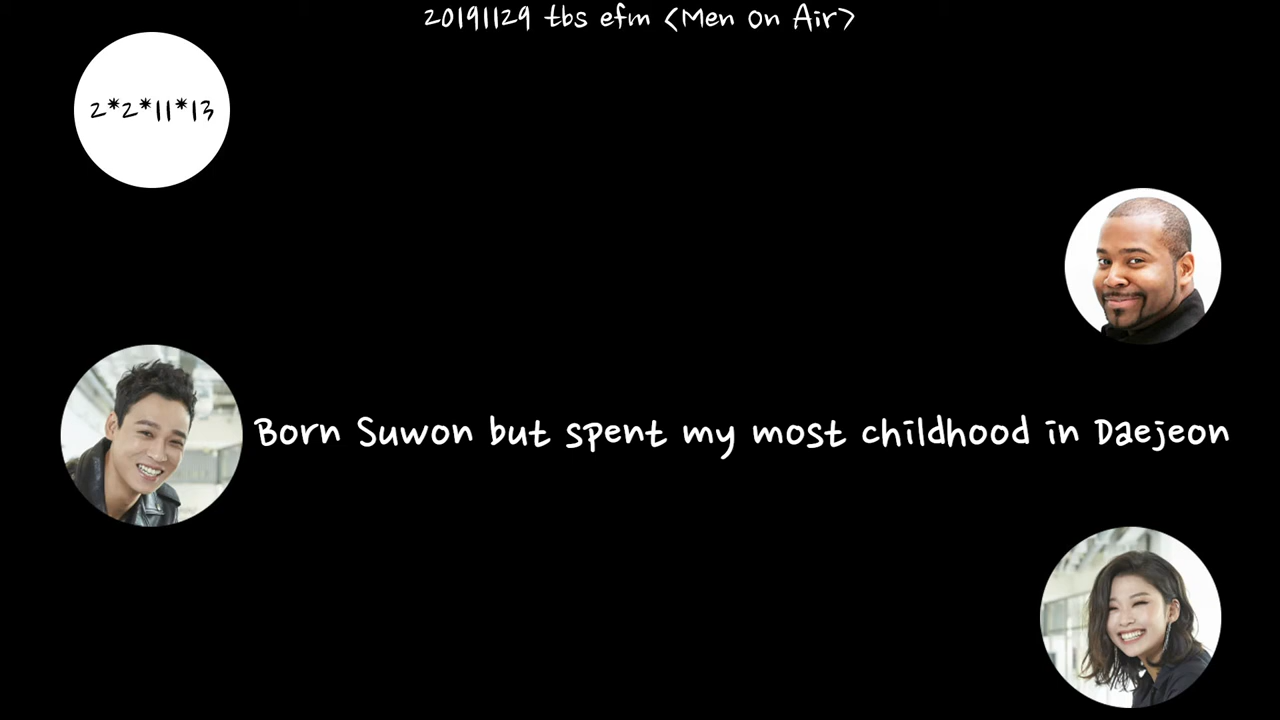 20191129 tbs efm <Men On Air>
2*2*11*13
Born Suwon but spent my most childhood in Daejeon